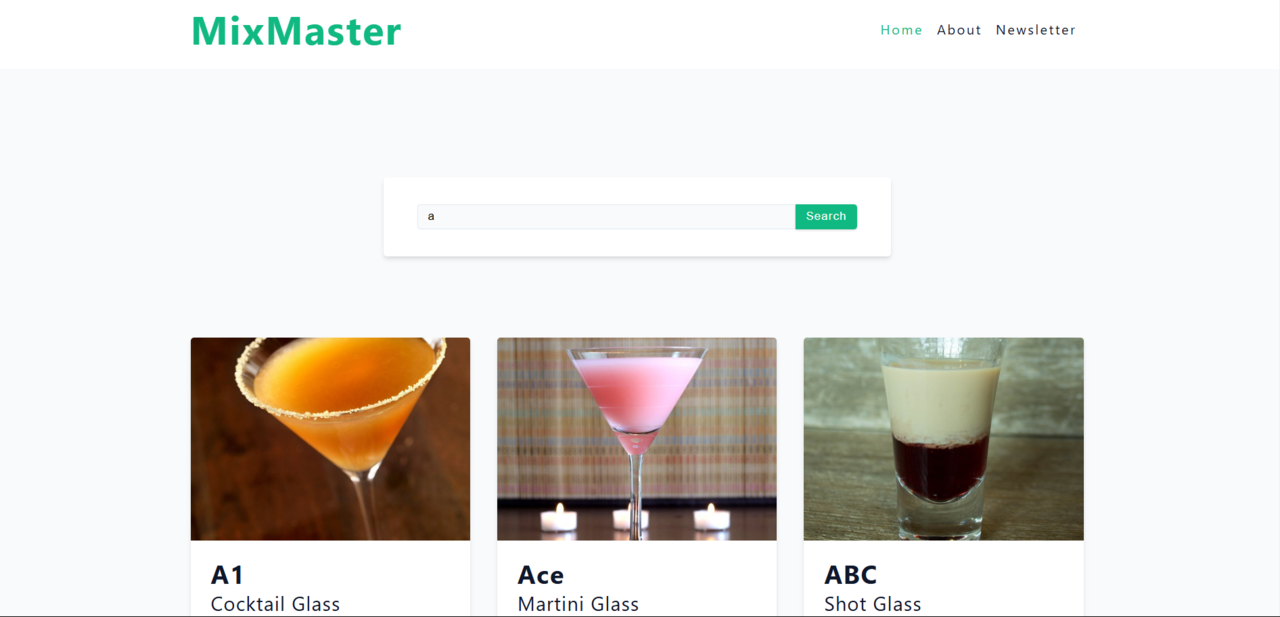 MixMaster
Home About Newsletter
a Search
A1
Cocktail Glass
Ace
Martini Glass
ABC
Shot Glass